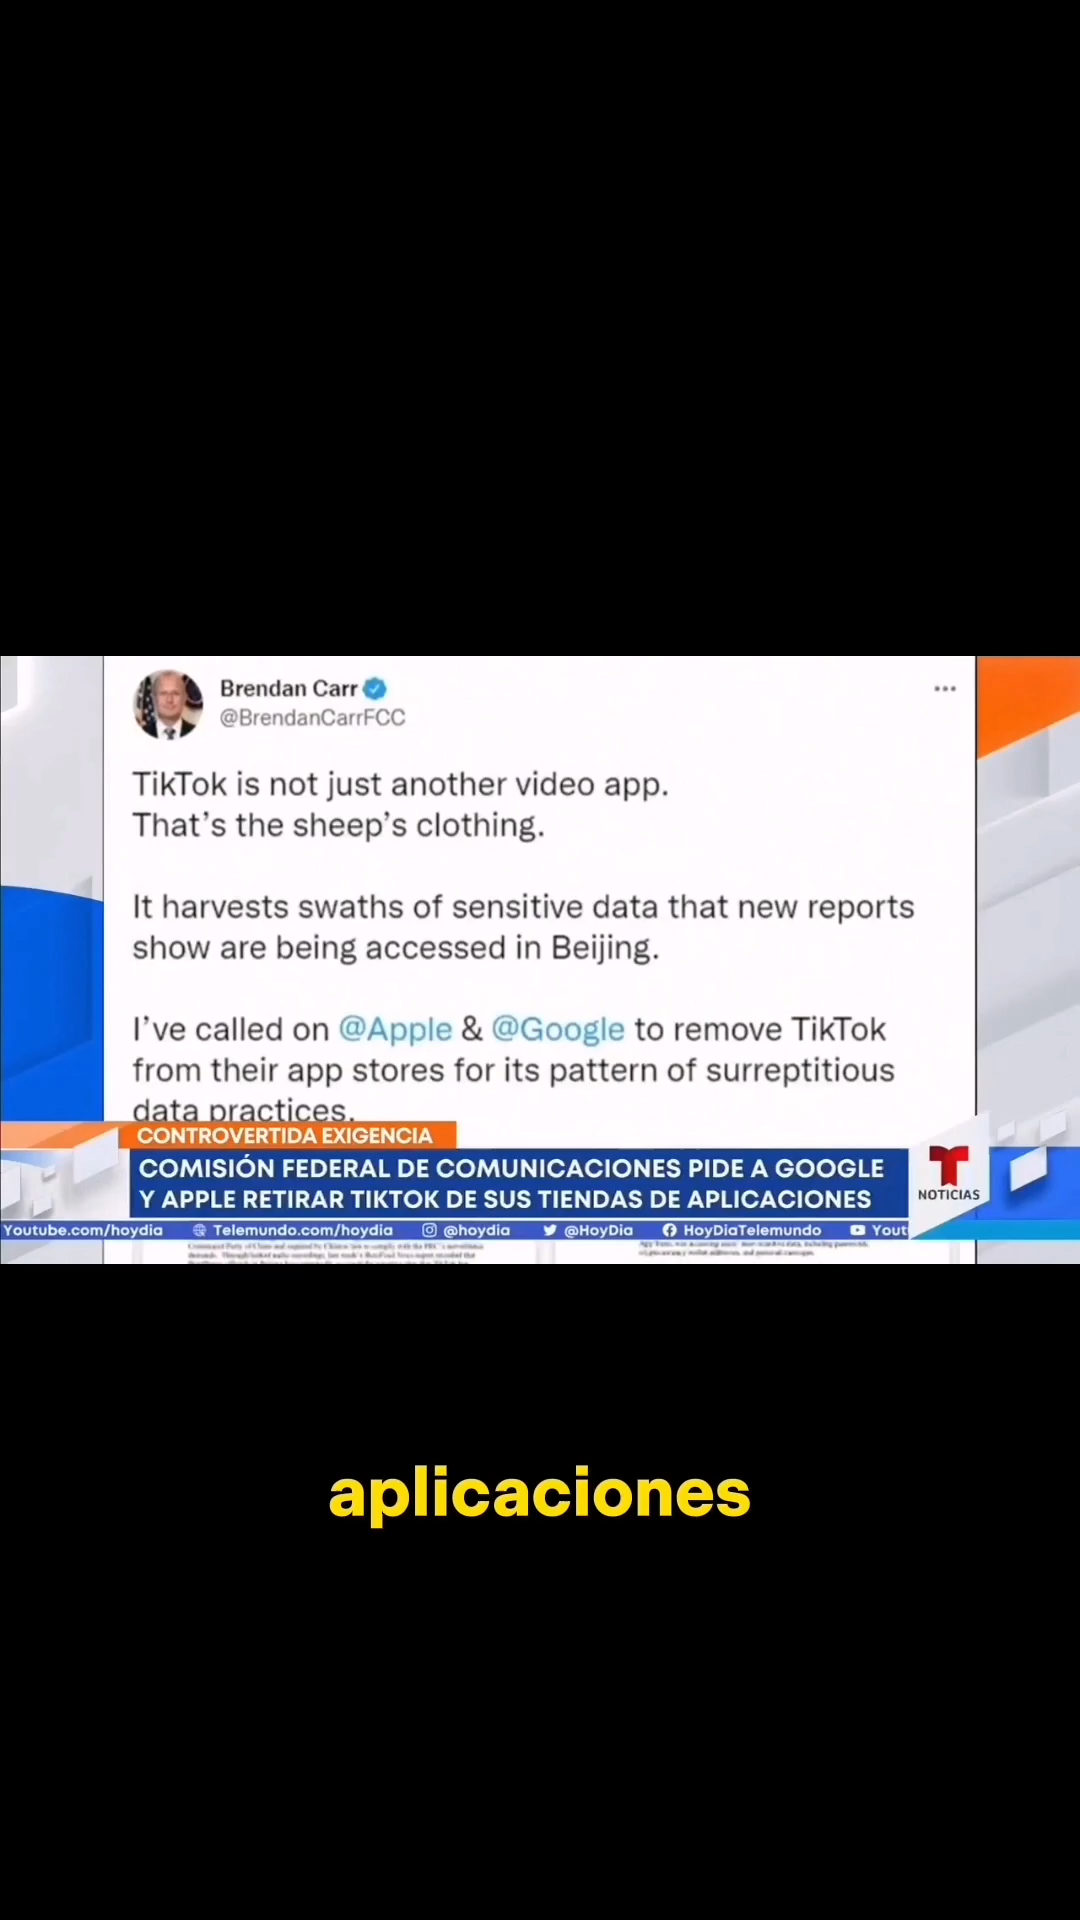 Brendan Carr
@BrendanCarrFCC
TikTok is not just another video app.
That's the sheep's clothing.
It harvests swaths of sensitive data that new reports
show are being accessed in Beijing.
I've called on @Apple & @Google to remove TikTok
from their app stores for its pattern of surreptitious
data practices.
CONTROVERTIDA EXIGENCIA
COMISIÓN FEDERAL DE COMUNICACIONES PIDE A GOOGLE
Y APPLE RETIRAR TIKTOK DE SUS TIENDAS DE APLICACIONES
NOTICIAS
Youtube.com/hoydia Telemundo.com/hoydia @hoydia @HoyDia HoyDiaTelemundo Yout
aplicaciones